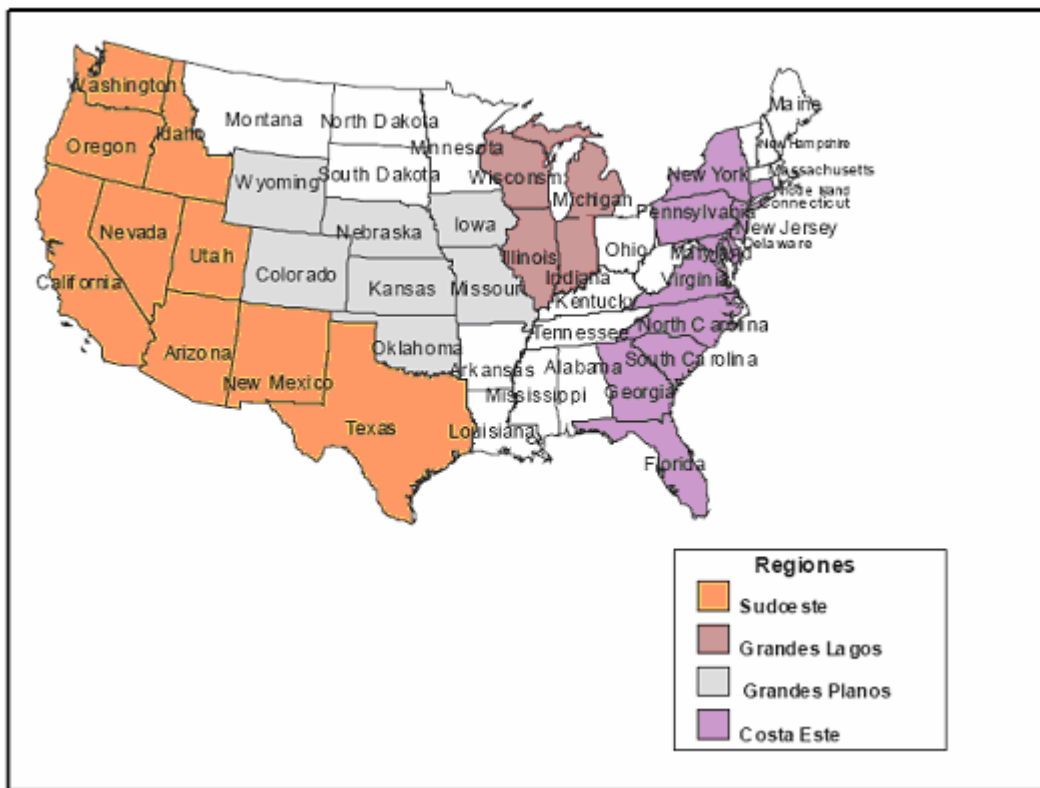 Washington
Maine
Montana
North Dakota
Oregon
Idaho
Minnesota
New Hampshire
South Dakota
Wisconsin
New York
Massachusetts
Rhode Island
Wyoming
Michigan
Connecticut
Pennsylvania
Iowa
Nebraska
New Jersey
Nevada
Delaware
Utah
Ohio
Maryland
Illinois
California
Colorado
Indiana
Virginia
Kansas
Missouri
Kentucky
North Carolina
Tennessee
Oklahoma
Arizona
South Carolina
Arkansas
Alabama
New Mexico
Georgia
Mississippi
Texas
Louisiana
Florida
Regiones
Sudoeste
Grandes Lagos
Grandes Planos
Costa Este